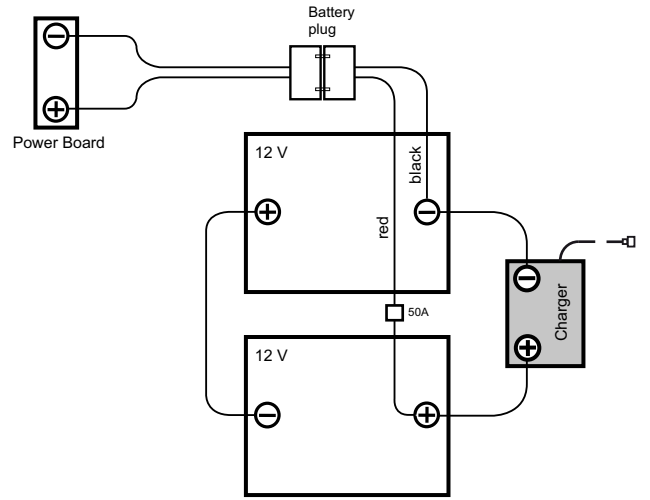 Battery
plug
Power Board
12 V
black
red
50A
12 V
Charger